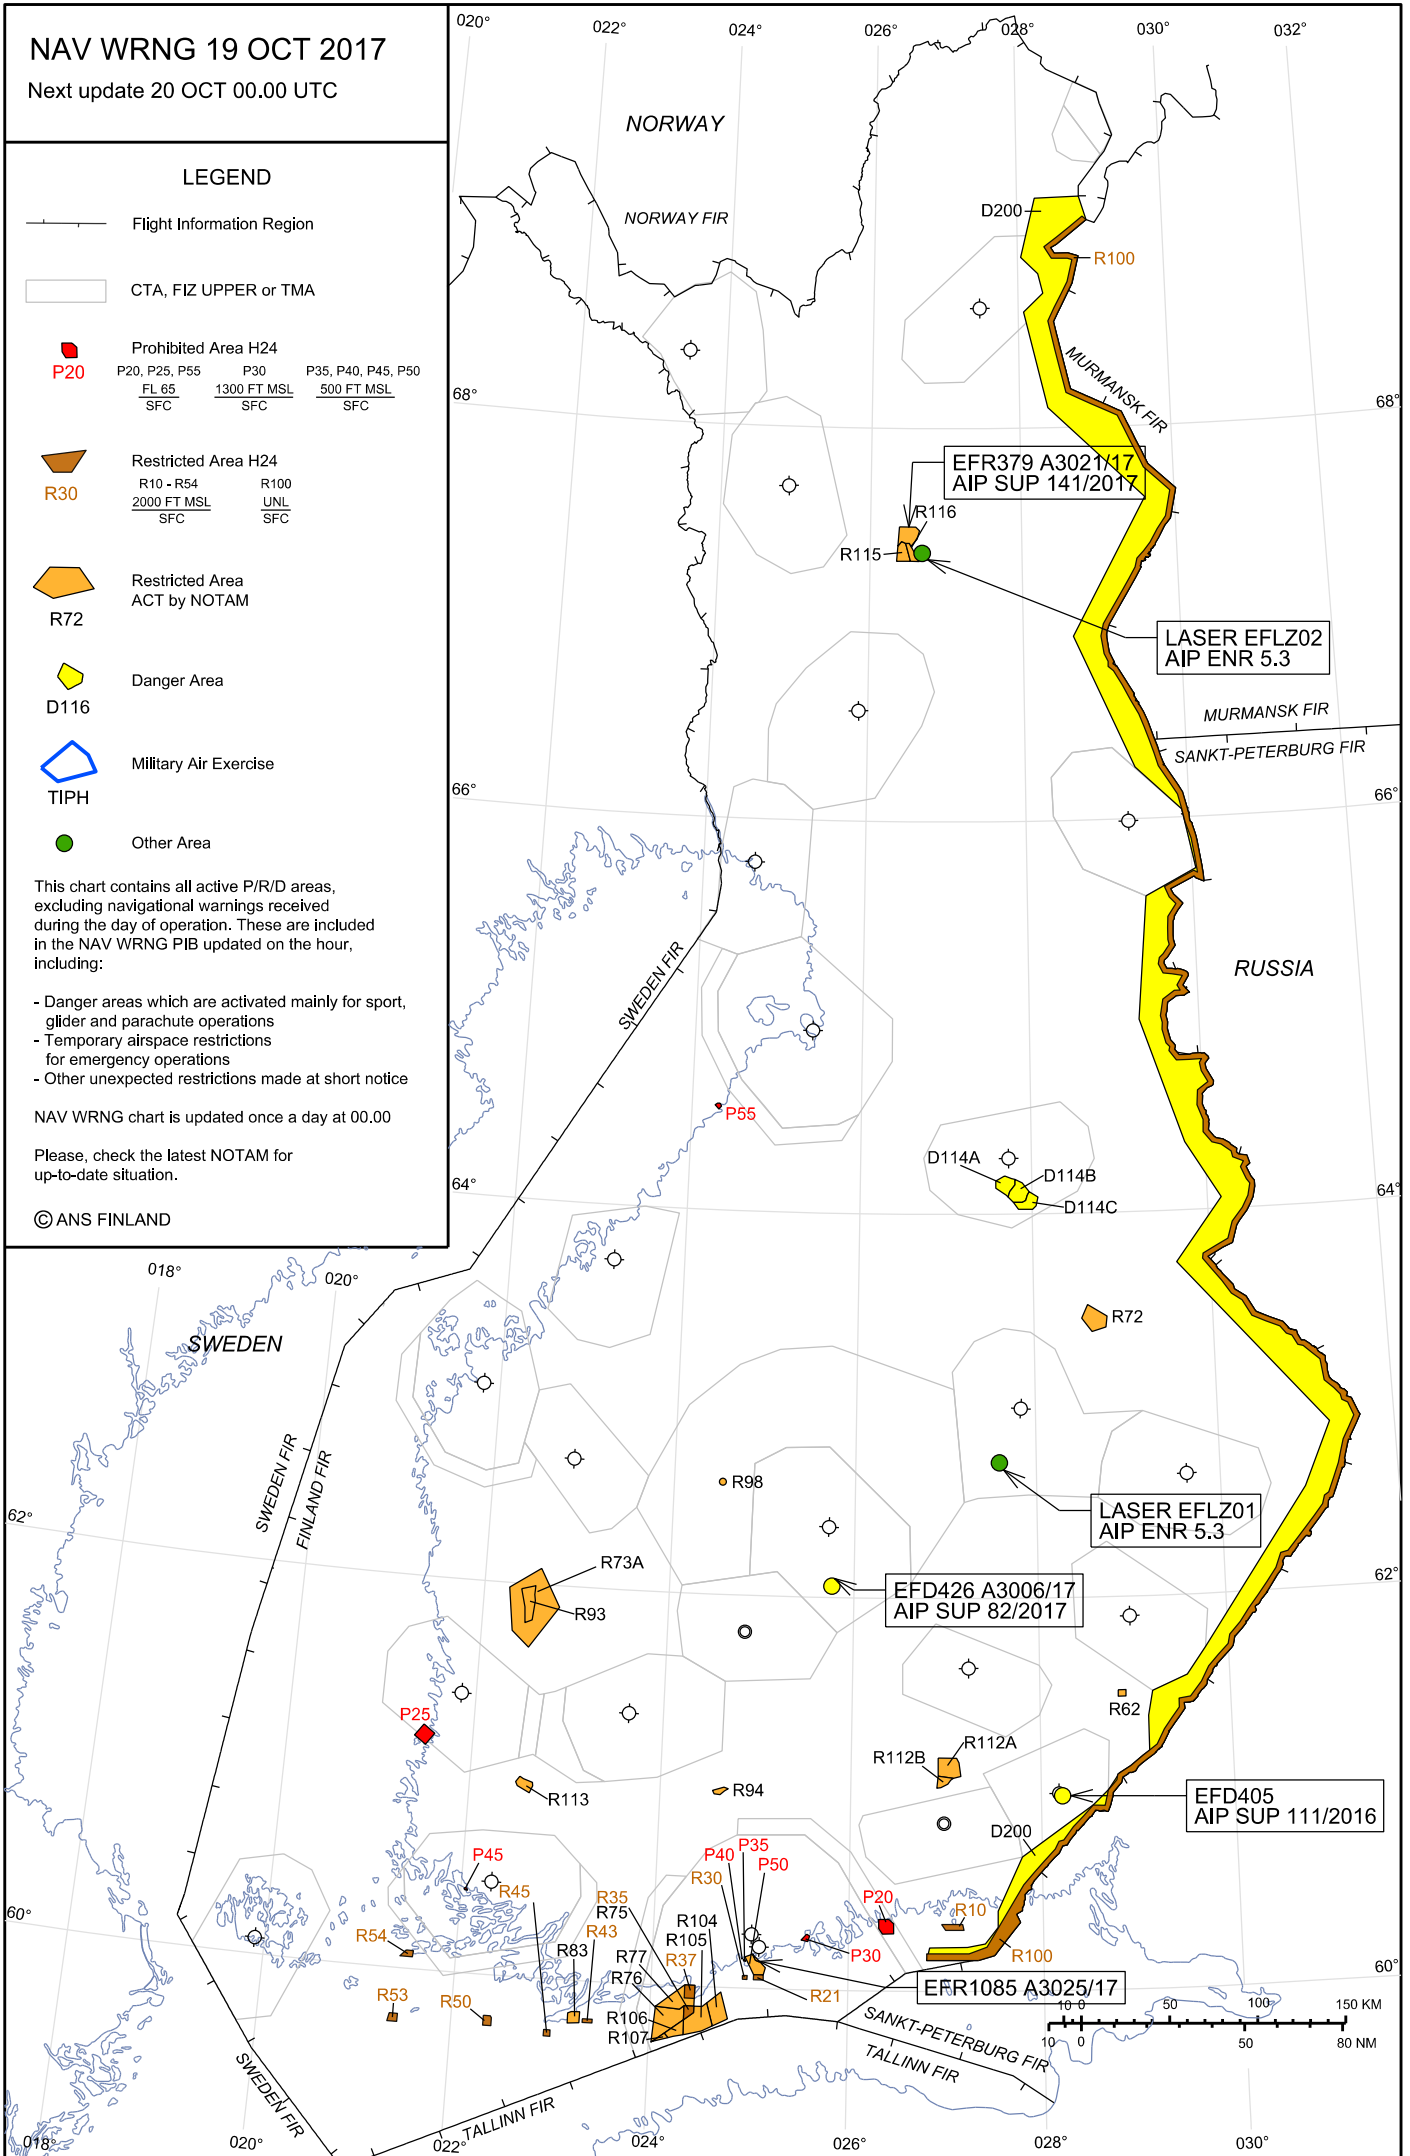 NAV WRNG 19 OCT 2017
Next update 20 OCT 00.00 UTC
LEGEND
Flight Information Region
CTA, FIZ UPPER or TMA
Prohibited Area H24
P20
P20, P25, P55 P30 P35, P40, P45, P50
FL 65 1300 FT MSL 500 FT MSL
SFC SFC SFC
Restricted Area H24
R30
R10 - R54 R100
2000 FT MSL UNL
SFC SFC
Restricted Area
ACT by NOTAM
R72
Danger Area
D116
Military Air Exercise
TIPH
Other Area
This chart contains all active P/R/D areas,
excluding navigational warnings received
during the day of operation. These are included
in the NAV WRNG PIB updated on the hour,
including:
- Danger areas which are activated mainly for sport,
glider and parachute operations
- Temporary airspace restrictions
for emergency operations
- Other unexpected restrictions made at short notice
NAV WRNG chart is updated once a day at 00.00
Please, check the latest NOTAM for
up-to-date situation.
© ANS FINLAND
020° 022° 024° 026° 028° 030° 032°
NORWAY
NORWAY FIR
D200
R100
MURMANSK FIR
68° 68°
EFR379 A3021/17
AIP SUP 141/2017
R116
R115
LASER EFLZ02
AIP ENR 5.3
MURMANSK FIR
SANKT-PETERBURG FIR
66° 66°
SWEDEN FIR
RUSSIA
P55
D114A
D114B
D114C
64° 64°
018° 020°
SWEDEN
R72
SWEDEN FIR
FINLAND FIR
R98
LASER EFLZ01
AIP ENR 5.3
62° 62°
R73A
R93
EFD426 A3006/17
AIP SUP 82/2017
R62
P25
R112A
R112B
R113
R94
EFD405
AIP SUP 111/2016
D200
P45
P40
P35
P50
R30
R45
R35
R75
R43
R104
R105
R37
R77
R76
R83
R54
R53
R50
R106
R107
P20
P30
R10
R100
R21
60° 60°
EFR1085 A3025/17
10 0 50 100 150 KM
10 0 50 80 NM
SANKT-PETERBURG FIR
TALLINN FIR
SWEDEN FIR
TALLINN FIR
018° 020° 022° 024° 026° 028° 030°